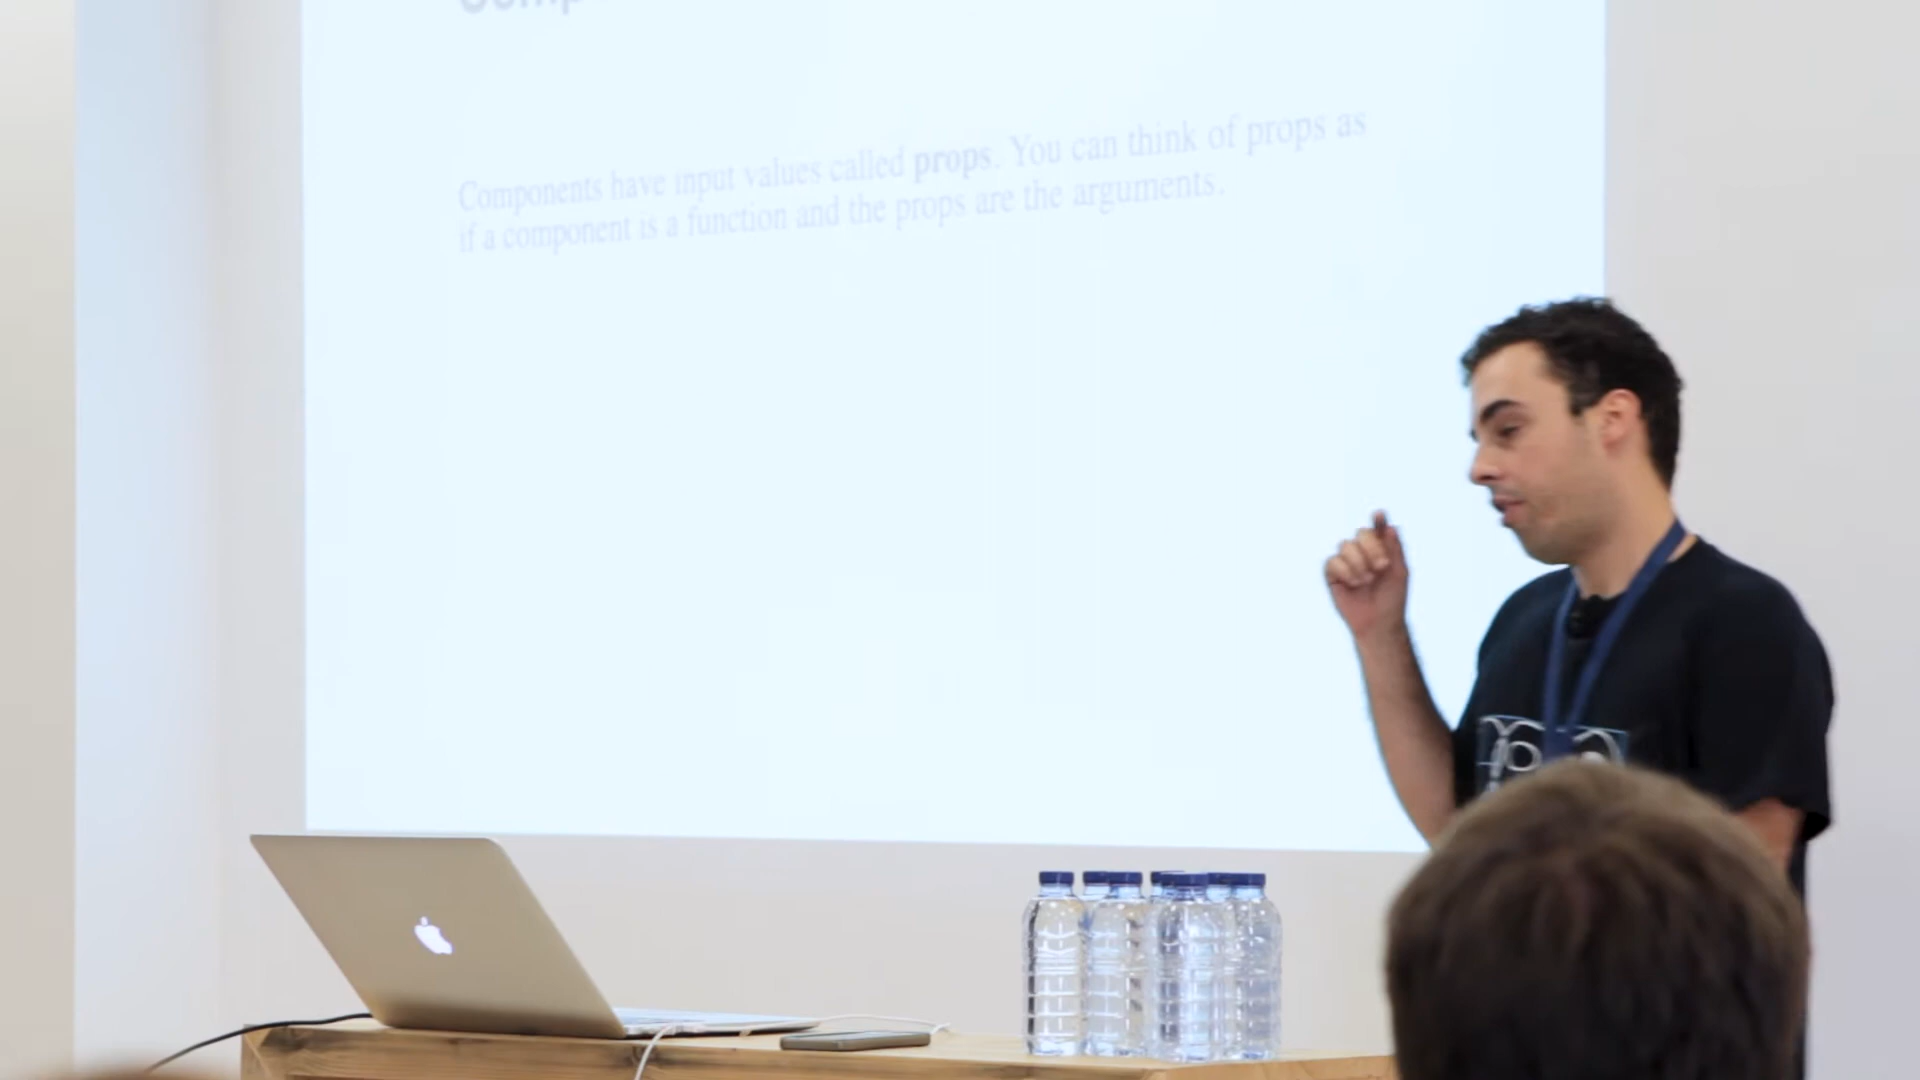 Components have input values called props. You can think of props as
if a component is a function and the props are the arguments.